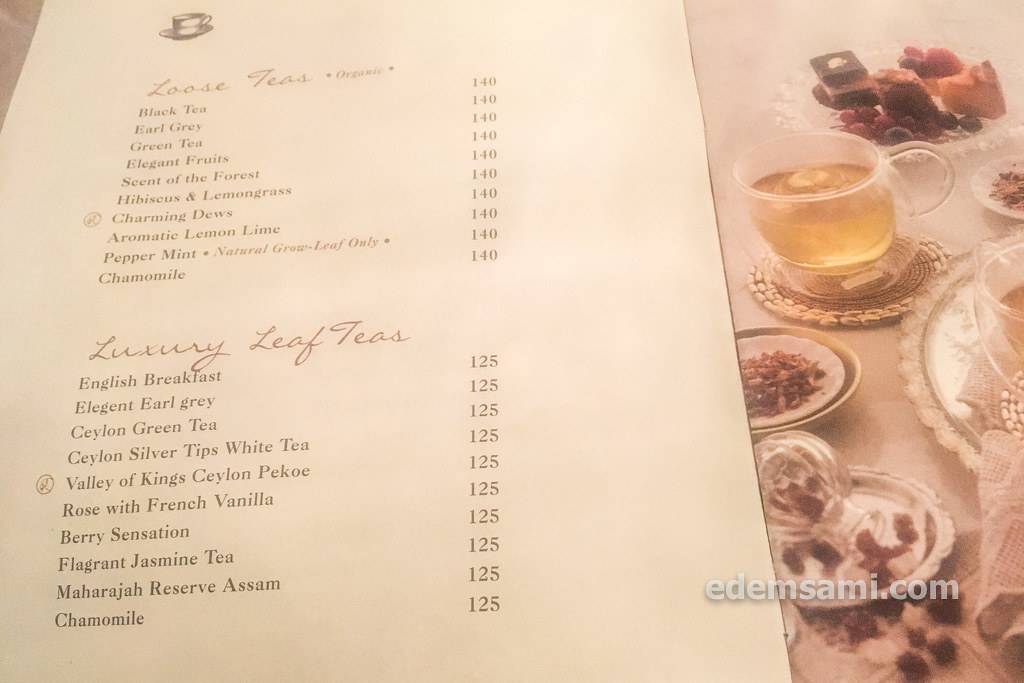 Loose Teas • Organic •
Black Tea 140
Earl Grey 140
Green Tea 140
Elegant Fruits 140
Scent of the Forest 140
Hibiscus & Lemongrass 140
Charming Dews 140
Aromatic Lemon Lime 140
Pepper Mint • Natural Grow-Leaf Only • 140
Chamomile 140
Luxury Leaf Teas
English Breakfast 125
Elegent Earl grey 125
Ceylon Green Tea 125
Ceylon Silver Tips White Tea 125
Valley of Kings Ceylon Pekoe 125
Rose with French Vanilla 125
Berry Sensation 125
Flagrant Jasmine Tea 125
Maharajah Reserve Assam 125
Chamomile 125
edemsami.com